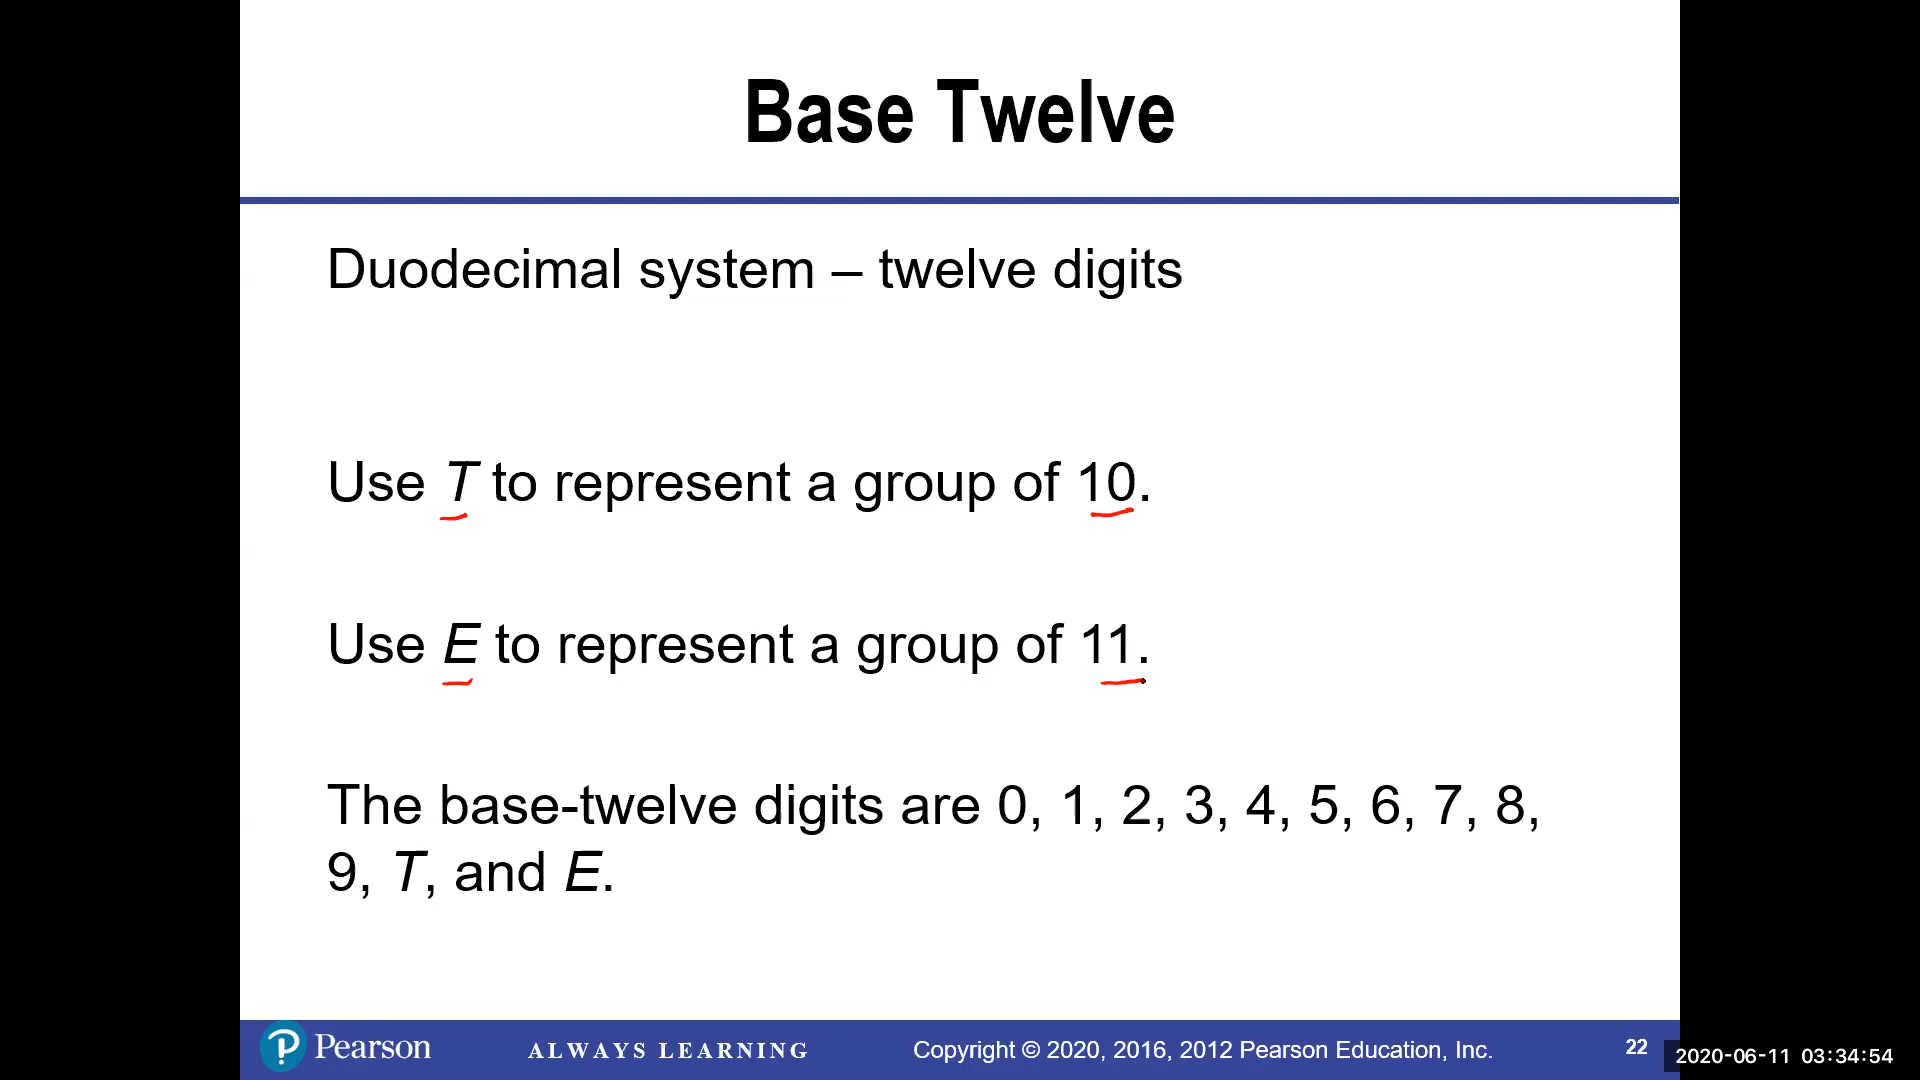 Base Twelve
Duodecimal system – twelve digits
Use T to represent a group of 10.
Use E to represent a group of 11.
The base-twelve digits are 0, 1, 2, 3, 4, 5, 6, 7, 8,
9, T, and E.
Pearson
ALWAYS LEARNING
Copyright © 2020, 2016, 2012 Pearson Education, Inc.
22
2020-06-11 03:34:54